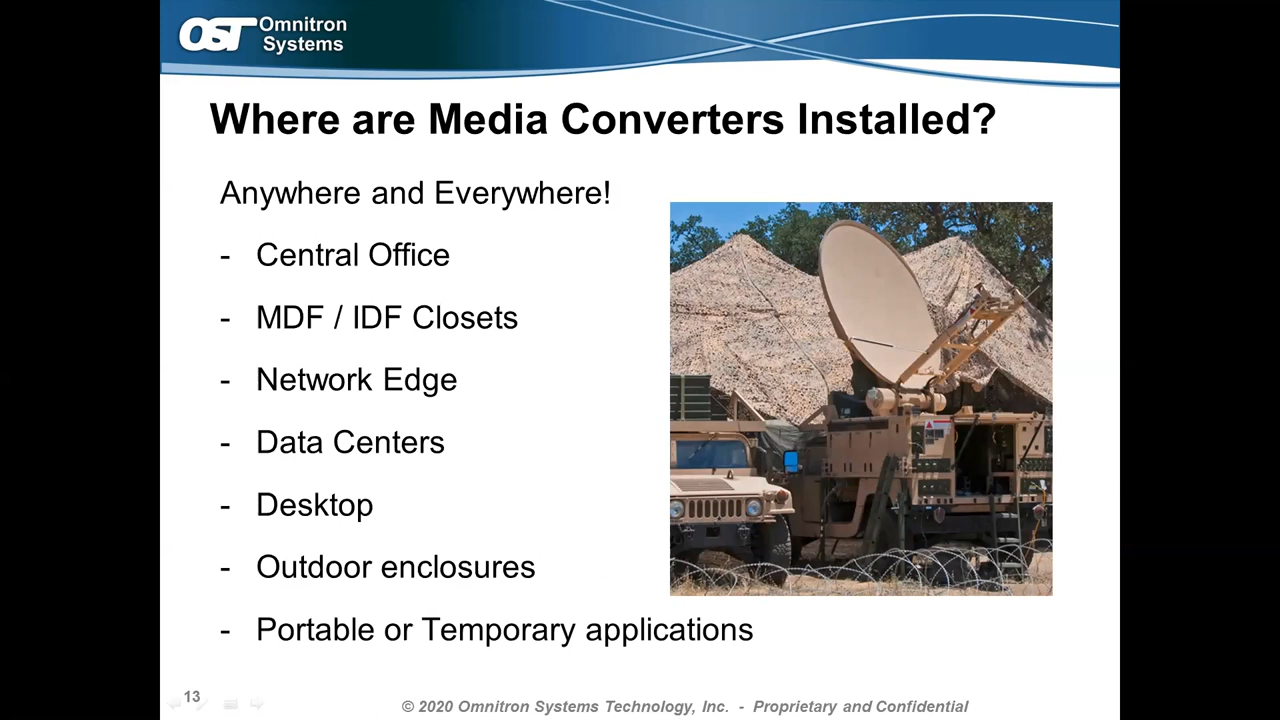 OST Omnitron
Systems
Where are Media Converters Installed?
Anywhere and Everywhere!
- Central Office
- MDF / IDF Closets
- Network Edge
- Data Centers
- Desktop
- Outdoor enclosures
- Portable or Temporary applications
13
© 2020 Omnitron Systems Technology, Inc. - Proprietary and Confidential